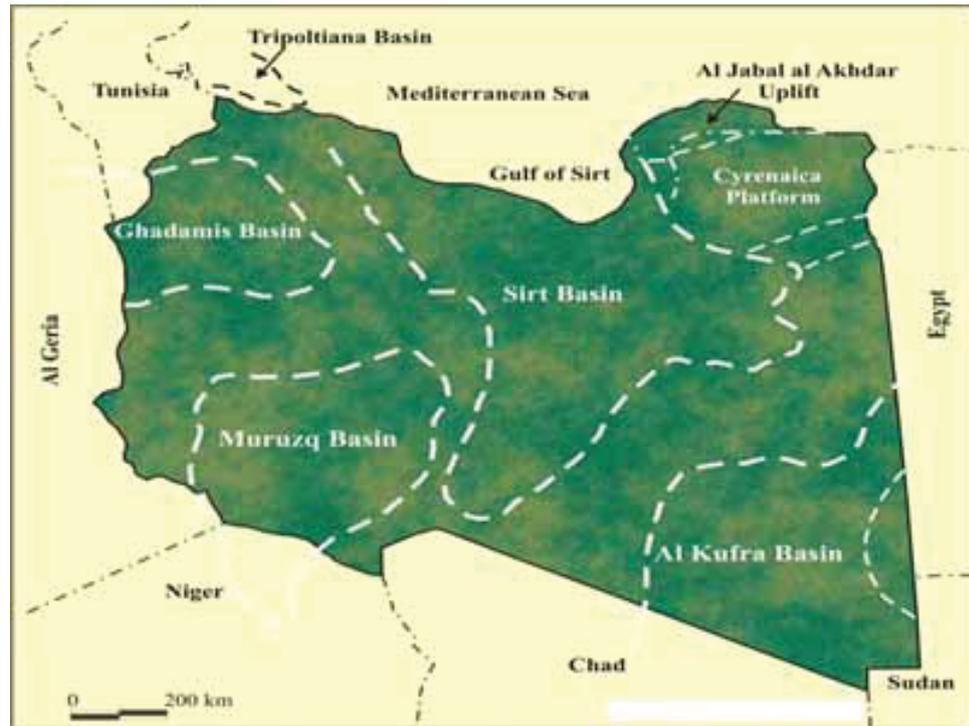 Tripoltiana Basin
Tunisia
Mediterranean Sea
Al Jabal al Akhdar
Uplift
Gulf of Sirt
Cyrenaica
Platform
Ghadamis Basin
Sirt Basin
Egypt
Al Geria
Muruzq Basin
Al Kufra Basin
Niger
Chad
Sudan
0 200 km